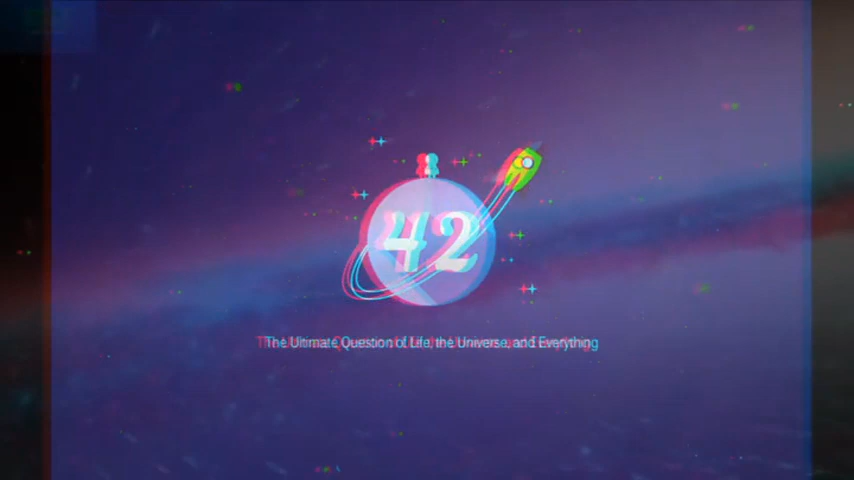 42
The Ultimate Question of Life, the Universe, and Everything